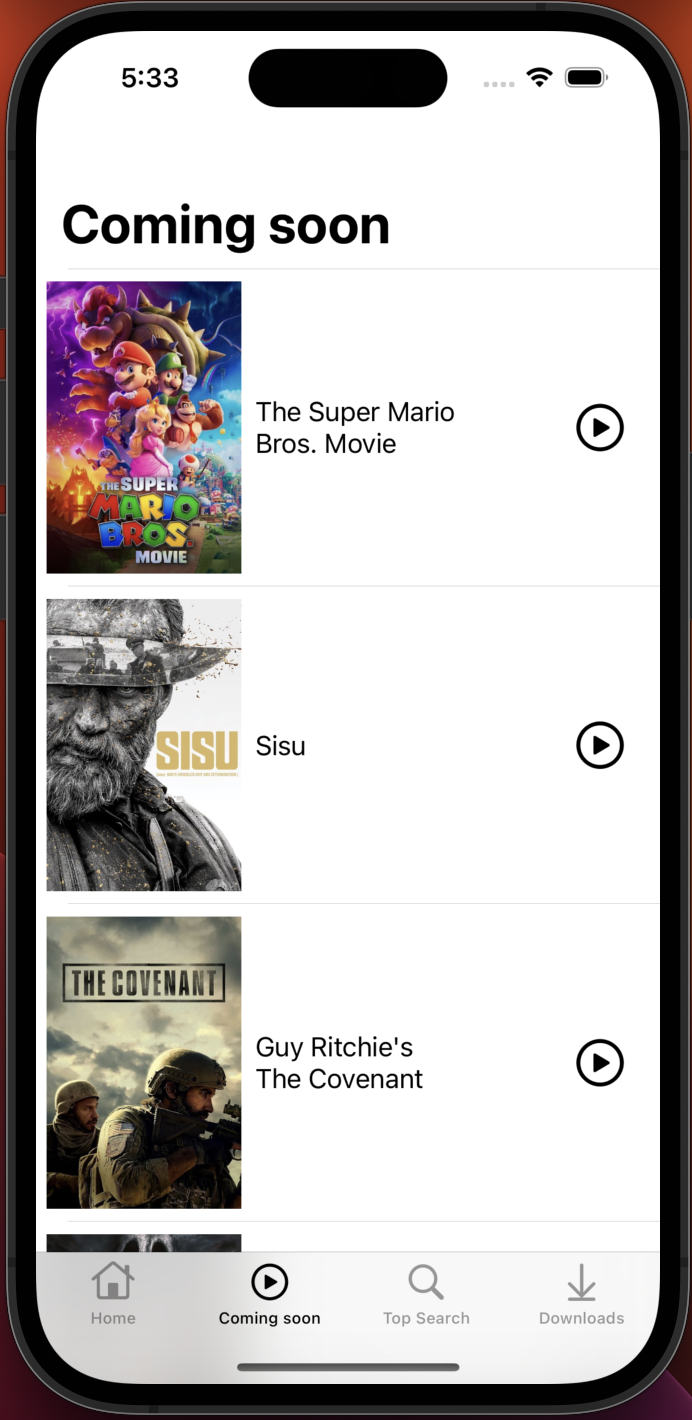 5:33
Coming soon
THE SUPER
MARIO
BROS.
MOVIE
The Super Mario
Bros. Movie
SISU
Sisu
THE COVENANT
Guy Ritchie's
The Covenant
Home
Coming soon
Top Search
Downloads